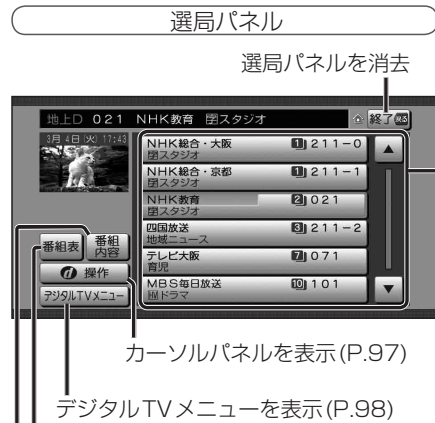 選局パネル
選局パネルを消去
地上D 021 NHK教育 字スタジオ
終了 戻る
3月 4日(火) 17:43
NHK総合・大阪 1 211-0
字スタジオ
NHK総合・京都 1 211-1
字スタジオ
NHK教育 2 021
字スタジオ
四国放送 3 211-2
地域ニュース
テレビ大阪 7 071
育児
MBS毎日放送 10 101
ドラマ
番組表
番組内容
d 操作
デジタルTVメニュー
カーソルパネルを表示(P.97)
デジタルTVメニューを表示(P.98)